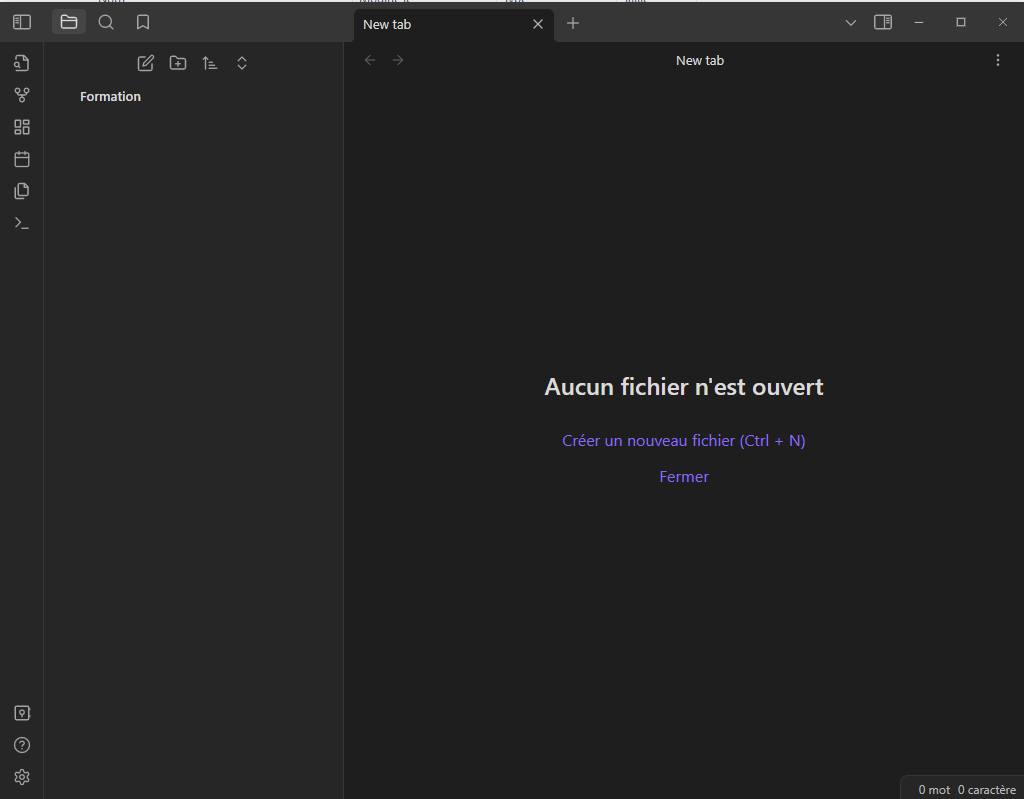 New tab
New tab
Formation
Aucun fichier n'est ouvert
Créer un nouveau fichier (Ctrl + N)
Fermer
0 mot 0 caractère